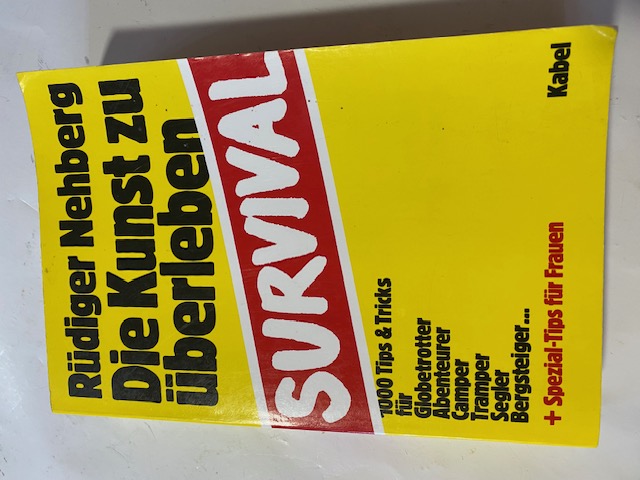 Rüdiger Nehberg
Die Kunst zu
überleben
SURVIVAL
1000 Tips & Tricks
für
Globetrotter
Abenteurer
Camper
Tramper
Segler
Bergsteiger...
+ Spezial-Tips für Frauen
Kabel